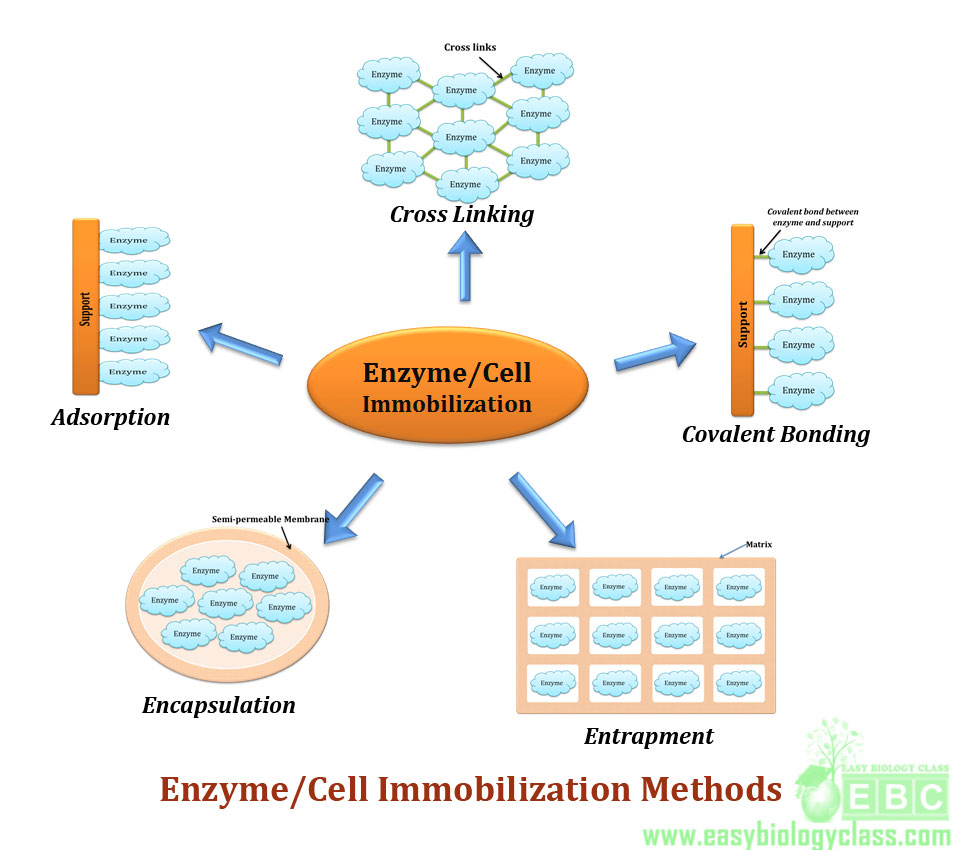 Cross links
Enzyme
Enzyme
Enzyme
Enzyme
Enzyme
Enzyme
Enzyme
Enzyme
Enzyme
Enzyme
Cross Linking
Support
Enzyme
Enzyme
Enzyme
Enzyme
Enzyme
Adsorption
Covalent bond between
enzyme and support
Support
Enzyme
Enzyme
Enzyme
Enzyme
Covalent Bonding
Enzyme/Cell
Immobilization
Semi-permeable Membrane
Enzyme
Enzyme
Enzyme
Enzyme
Enzyme
Enzyme
Enzyme
Encapsulation
Matrix
Enzyme Enzyme Enzyme Enzyme
Enzyme Enzyme Enzyme Enzyme
Enzyme Enzyme Enzyme Enzyme
Entrapment
Enzyme/Cell Immobilization Methods
EASY BIOLOGY CLASS
EBC
www.easybiologyclass.com